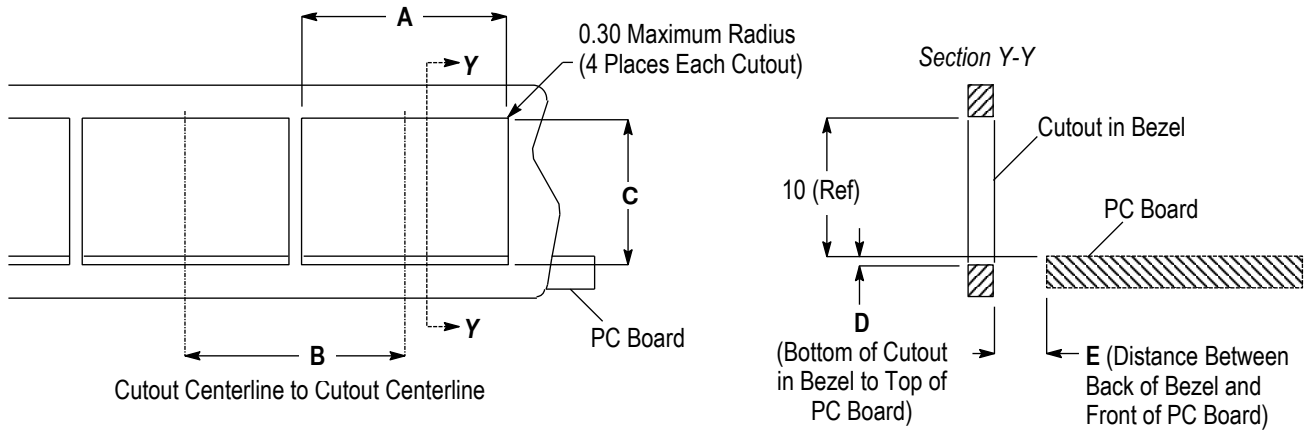 A
0.30 Maximum Radius
(4 Places Each Cutout)
Y
C
Y
PC Board
B
Cutout Centerline to Cutout Centerline
Section Y-Y
Cutout in Bezel
10 (Ref)
PC Board
D
(Bottom of Cutout
in Bezel to Top of
PC Board)
E (Distance Between
Back of Bezel and
Front of PC Board)